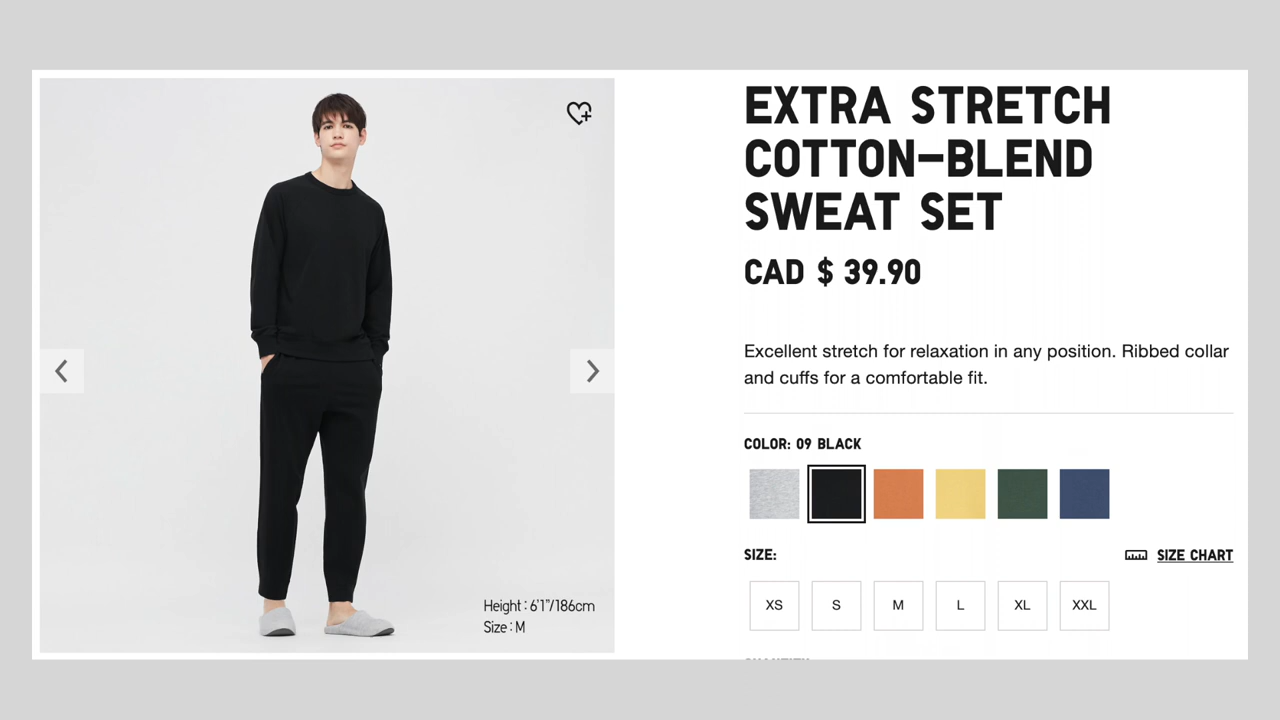 EXTRA STRETCH
COTTON-BLEND
SWEAT SET
CAD $ 39.90
Excellent stretch for relaxation in any position. Ribbed collar
and cuffs for a comfortable fit.
COLOR: 09 BLACK
SIZE:
SIZE CHART
XS
S
M
L
XL
XXL
Height : 6'1"/186cm
Size : M